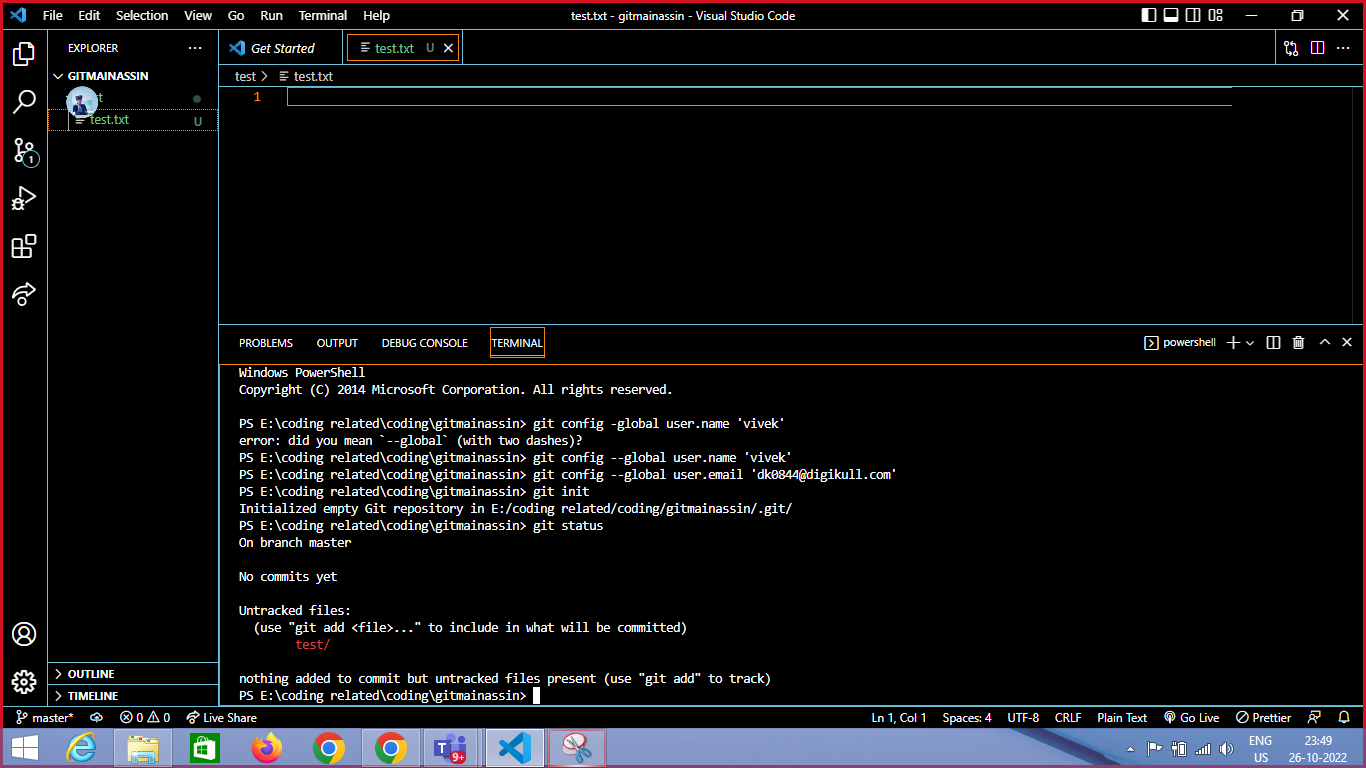 File Edit Selection View Go Run Terminal Help test.txt - gitmainassin - Visual Studio Code
EXPLORER
Get Started
test.txt U
GITMAINASSIN
test > test.txt
1
test.txt U
1
PROBLEMS OUTPUT DEBUG CONSOLE TERMINAL powershell
Windows PowerShell
Copyright (C) 2014 Microsoft Corporation. All rights reserved.
PS E:\coding related\coding\gitmainassin> git config -global user.name 'vivek'
error: did you mean `--global` (with two dashes)?
PS E:\coding related\coding\gitmainassin> git config --global user.name 'vivek'
PS E:\coding related\coding\gitmainassin> git config --global user.email 'dk0844@digikull.com'
PS E:\coding related\coding\gitmainassin> git init
Initialized empty Git repository in E:/coding related/coding/gitmainassin/.git/
PS E:\coding related\coding\gitmainassin> git status
On branch master
No commits yet
Untracked files:
(use "git add <file>..." to include in what will be committed)
test/
nothing added to commit but untracked files present (use "git add" to track)
PS E:\coding related\coding\gitmainassin>
OUTLINE
TIMELINE
master* 0 0 Live Share Ln 1, Col 1 Spaces: 4 UTF-8 CRLF Plain Text Go Live Prettier
9+
ENG
US
23:49
26-10-2022